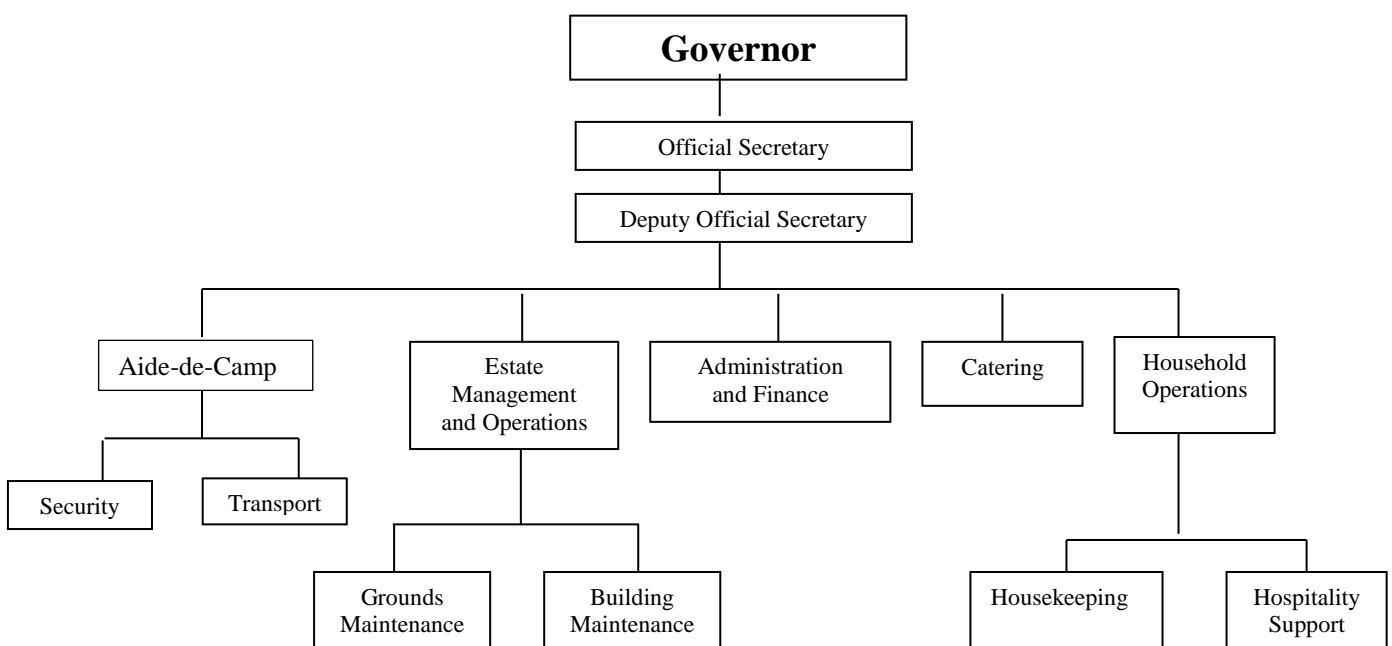 Governor
Official Secretary
Deputy Official Secretary
Aide-de-Camp
Estate
Management
and Operations
Administration
and Finance
Catering
Household
Operations
Security
Transport
Grounds
Maintenance
Building
Maintenance
Housekeeping
Hospitality
Support